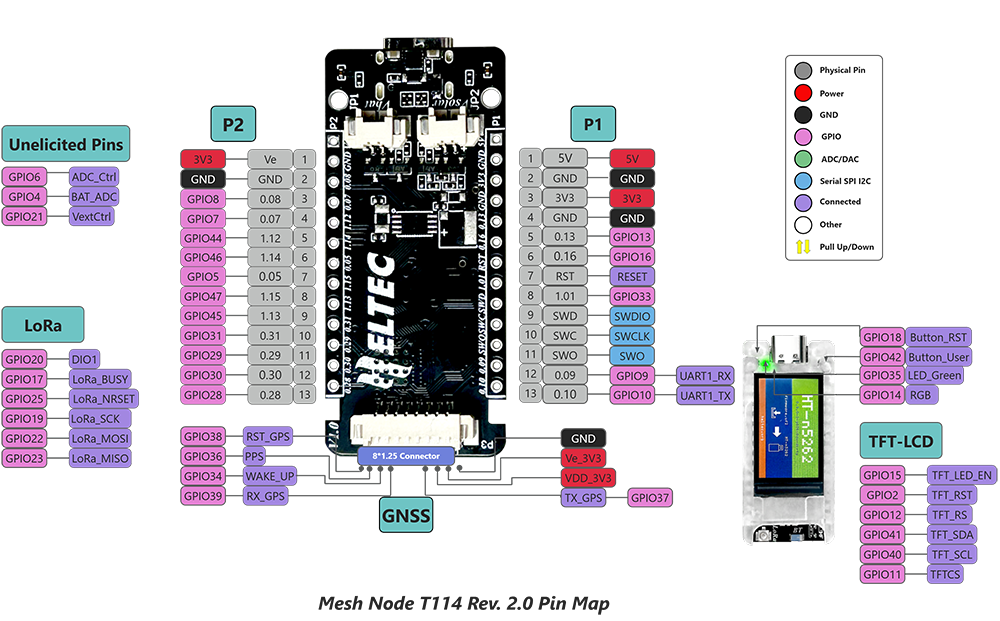 Physical Pin
Power
GND
GPIO
ADC/DAC
Serial SPI I2C
Connected
Other
Pull Up/Down
Unelicited Pins
GPIO6 ADC_Ctrl
GPIO4 BAT_ADC
GPIO21 VextCtrl
LoRa
GPIO20 DIO1
GPIO17 LoRa_BUSY
GPIO25 LoRa_NRSET
GPIO19 LoRa_SCK
GPIO22 LoRa_MOSI
GPIO23 LoRa_MISO
P2
3V3 Ve 1
GND GND 2
GPIO8 0.08 3
GPIO7 0.07 4
GPIO44 1.12 5
GPIO46 1.14 6
GPIO5 0.05 7
GPIO47 1.15 8
GPIO45 1.13 9
GPIO31 0.31 10
GPIO29 0.29 11
GPIO30 0.30 12
GPIO28 0.28 13
JP1
Vbat
Vsolar
JP2
P2
P1
HELTEC
P3
P1
1 5V 5V
2 GND GND
3 3V3 3V3
4 GND GND
5 0.13 GPIO13
6 0.16 GPIO16
7 RST RESET
8 1.01 GPIO33
9 SWD SWDIO
10 SWC SWCLK
11 SWO SWO
12 0.09 GPIO9 UART1_RX
13 0.10 GPIO10 UART1_TX
GPIO38 RST_GPS
GPIO36 PPS
GPIO34 WAKE_UP
GPIO39 RX_GPS
8*1.25 Connector
GNSS
GND
Ve_3V3
VDD_3V3
TX_GPS GPIO37
GPIO18 Button_RST
GPIO42 Button_User
GPIO35 LED_Green
GPIO14 RGB
HT-n5262
TFT-LCD
GPIO15 TFT_LED_EN
GPIO2 TFT_RST
GPIO12 TFT_RS
GPIO41 TFT_SDA
GPIO40 TFT_SCL
GPIO11 TFTCS
Mesh Node T114 Rev. 2.0 Pin Map